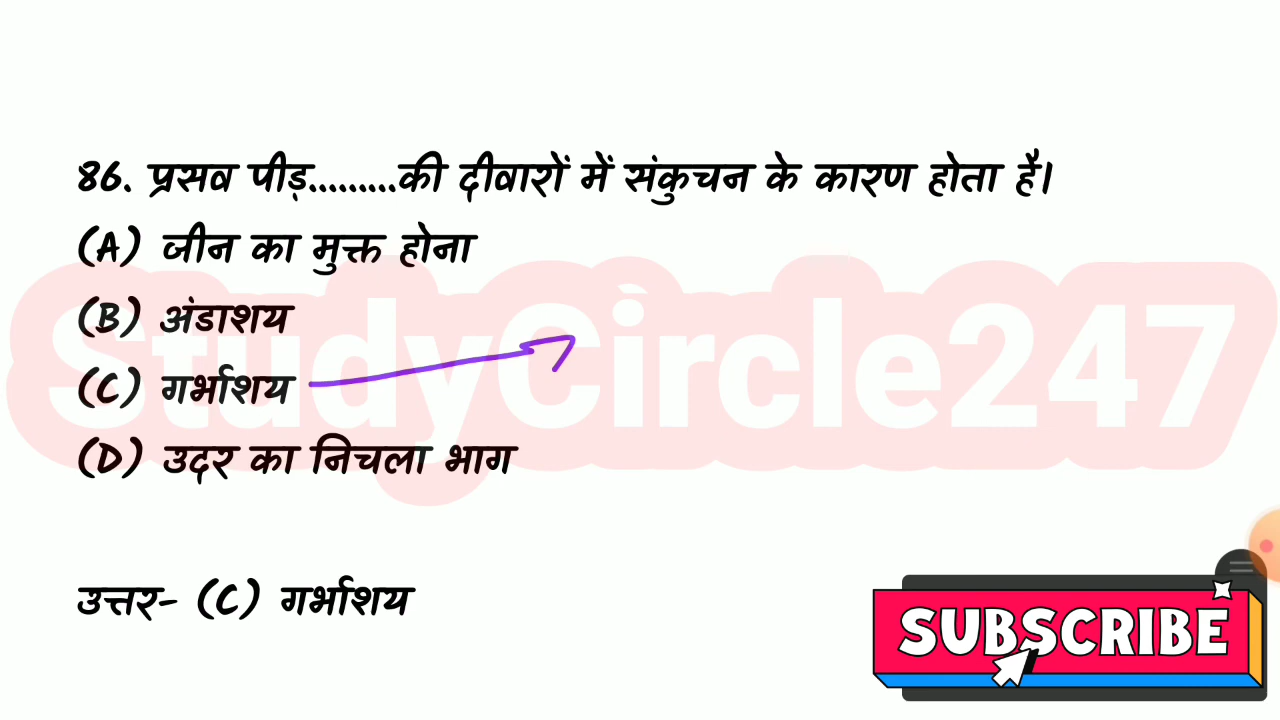 86. प्रसव पीड़.........की दीवारों में संकुचन के कारण होता है।
(A) जीन का मुक्त होना
(B) अंडाशय
(C) गर्भाशय
(D) उदर का निचला भाग
StudyCircle247
उत्तर- (C) गर्भाशय
SUBSCRIBE